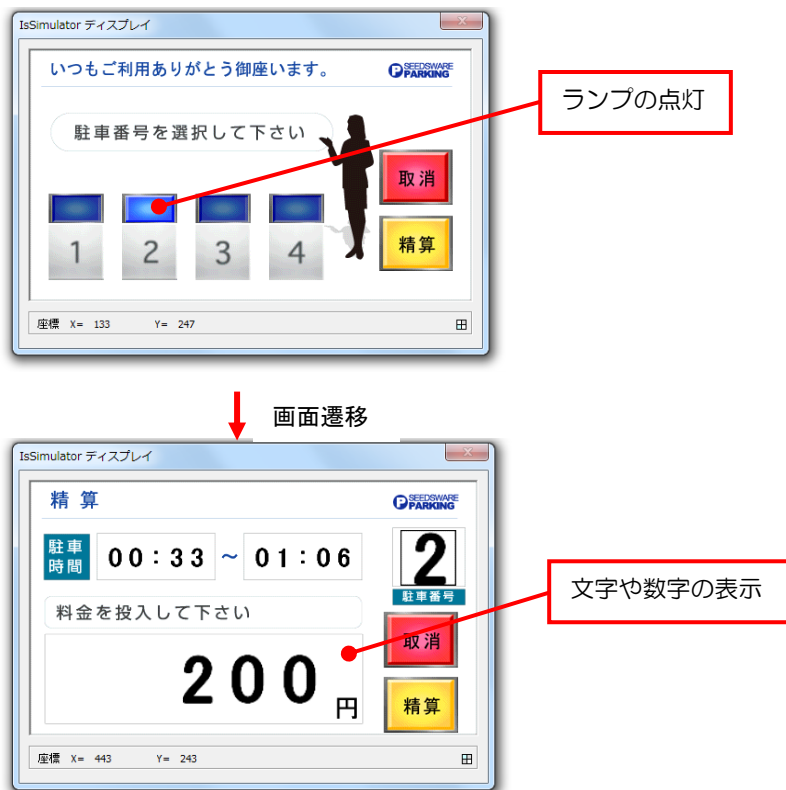 IsSimulator ディスプレイ
いつもご利用ありがとう御座います。
SEEDSWARE
PARKING
ランプの点灯
駐車番号を選択して下さい
取消
1 2 3 4
精算
座標 X= 133 Y= 247
画面遷移
IsSimulator ディスプレイ
精算
SEEDSWARE
PARKING
駐車
時間
00:33 ~ 01:06
2
駐車番号
文字や数字の表示
料金を投入して下さい
取消
200円
精算
座標 X= 443 Y= 243